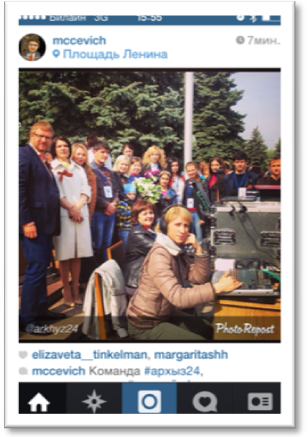 Билайн 3G 15:55
mccevich 7мин.
Площадь Ленина
@arkhyz24 PhotoRepost
elizaveta__tinkelman, margaritashh
mccevich Команда #архыз24,